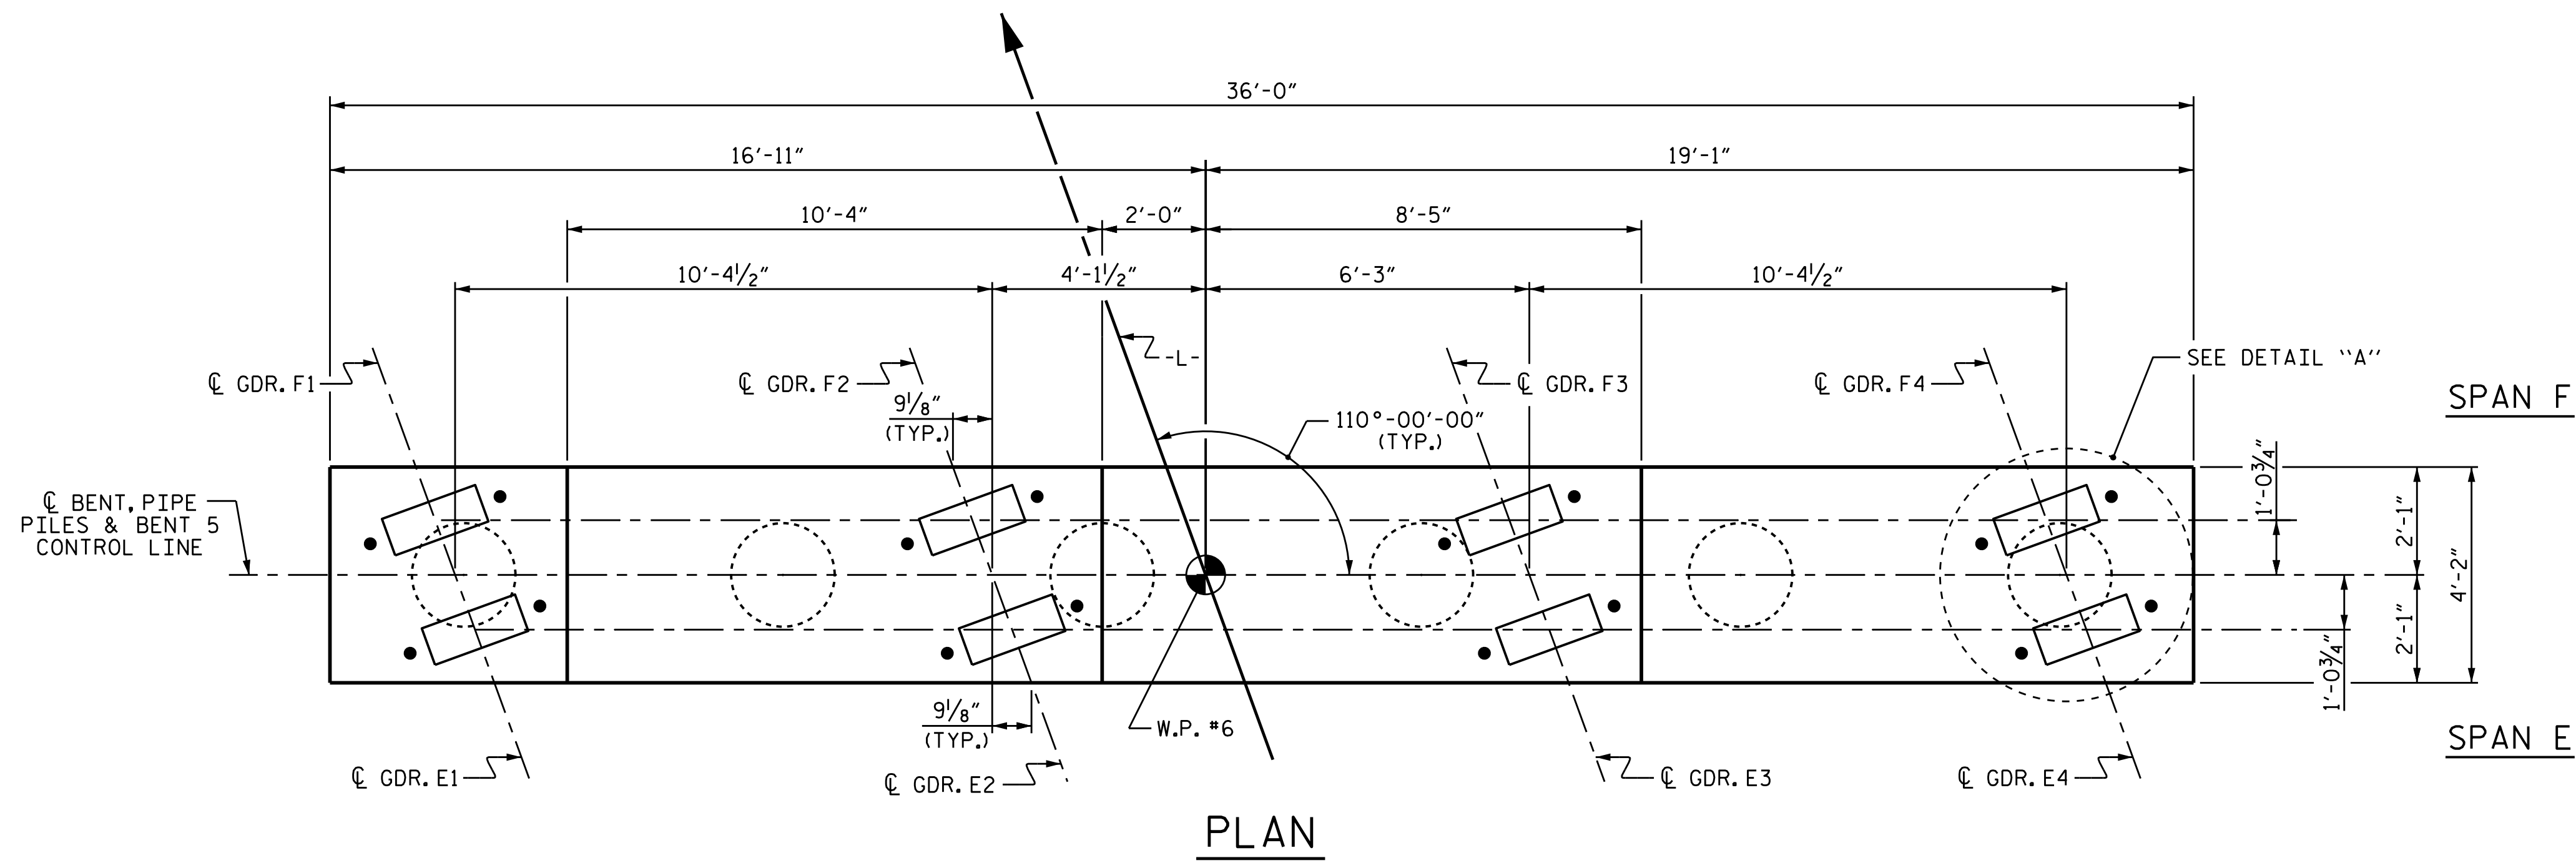 36′-0″
16′-11″
19′-1″
10′-4″
2′-0″
8′-5″
10′-4½″
4′-1½″
6′-3″
10′-4½″
-L-
SEE DETAIL "A"
℄ GDR. F1
℄ GDR. F2
℄ GDR. F3
℄ GDR. F4
SPAN F
9⅛″
(TYP.)
110°-00′-00″
(TYP.)
℄ BENT, PIPE
PILES & BENT 5
CONTROL LINE
1′-0¾″
2′-1″
4′-2″
2′-1″
1′-0¾″
9⅛″
(TYP.)
W.P. #6
SPAN E
℄ GDR. E1
℄ GDR. E2
℄ GDR. E3
℄ GDR. E4
PLAN